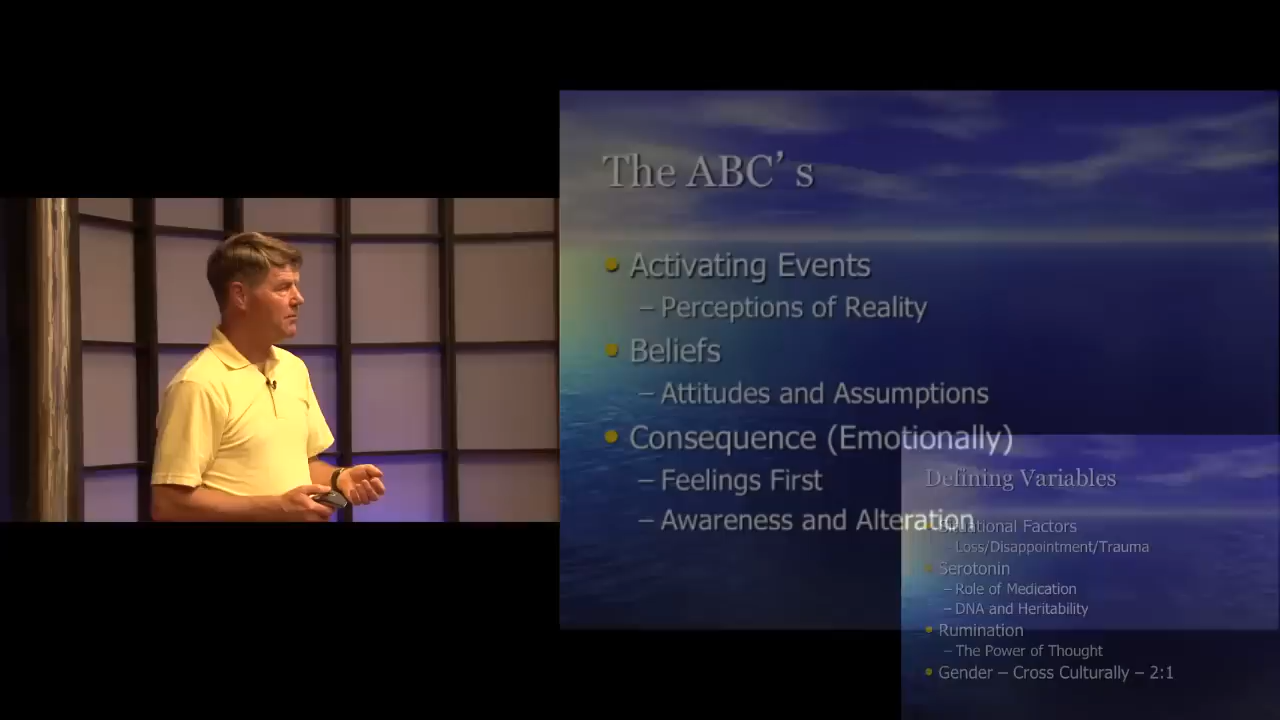 The ABC’s
• Activating Events
– Perceptions of Reality
• Beliefs
– Attitudes and Assumptions
• Consequence (Emotionally)
– Feelings First
– Awareness and Alteration
Defining Variables
• Situational Factors
– Loss/Disappointment/Trauma
• Serotonin
– Role of Medication
– DNA and Heritability
• Rumination
– The Power of Thought
• Gender – Cross Culturally – 2:1